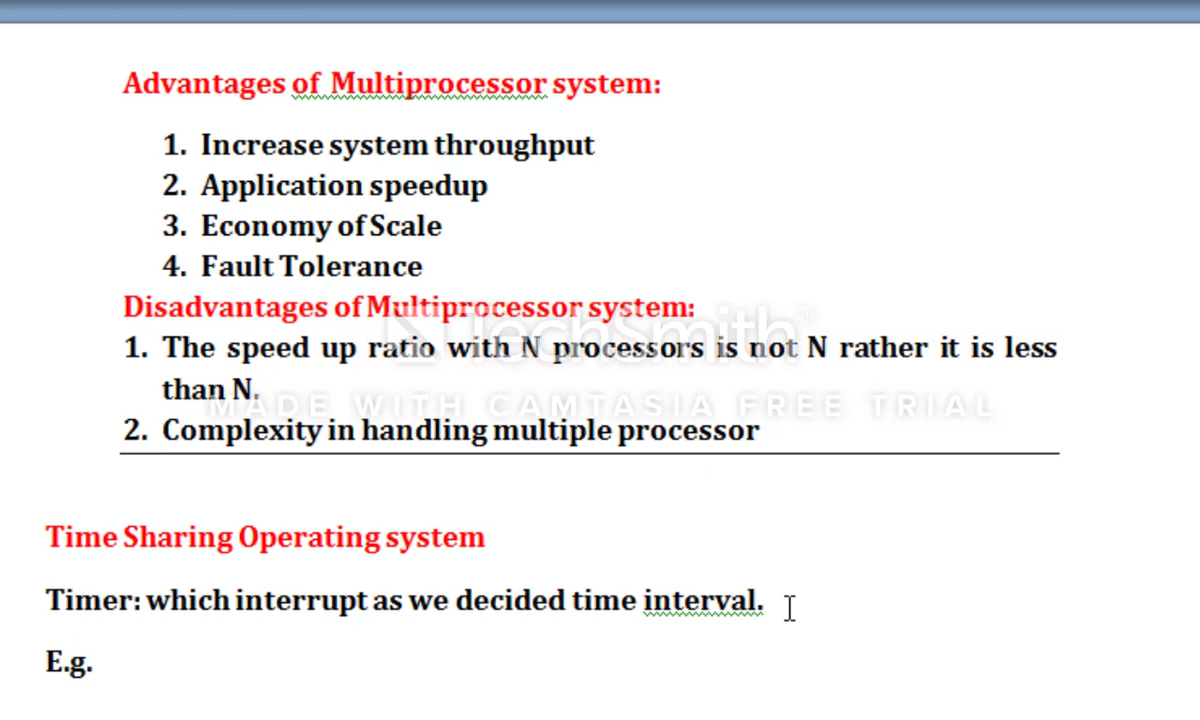 Advantages of Multiprocessor system:
1. Increase system throughput
2. Application speedup
3. Economy of Scale
4. Fault Tolerance
Disadvantages of Multiprocessor system:
TechSmith®
1. The speed up ratio with N processors is not N rather it is less
than N.
MADE WITH CAMTASIA FREE TRIAL
2. Complexity in handling multiple processor
Time Sharing Operating system
Timer: which interrupt as we decided time interval.
E.g.